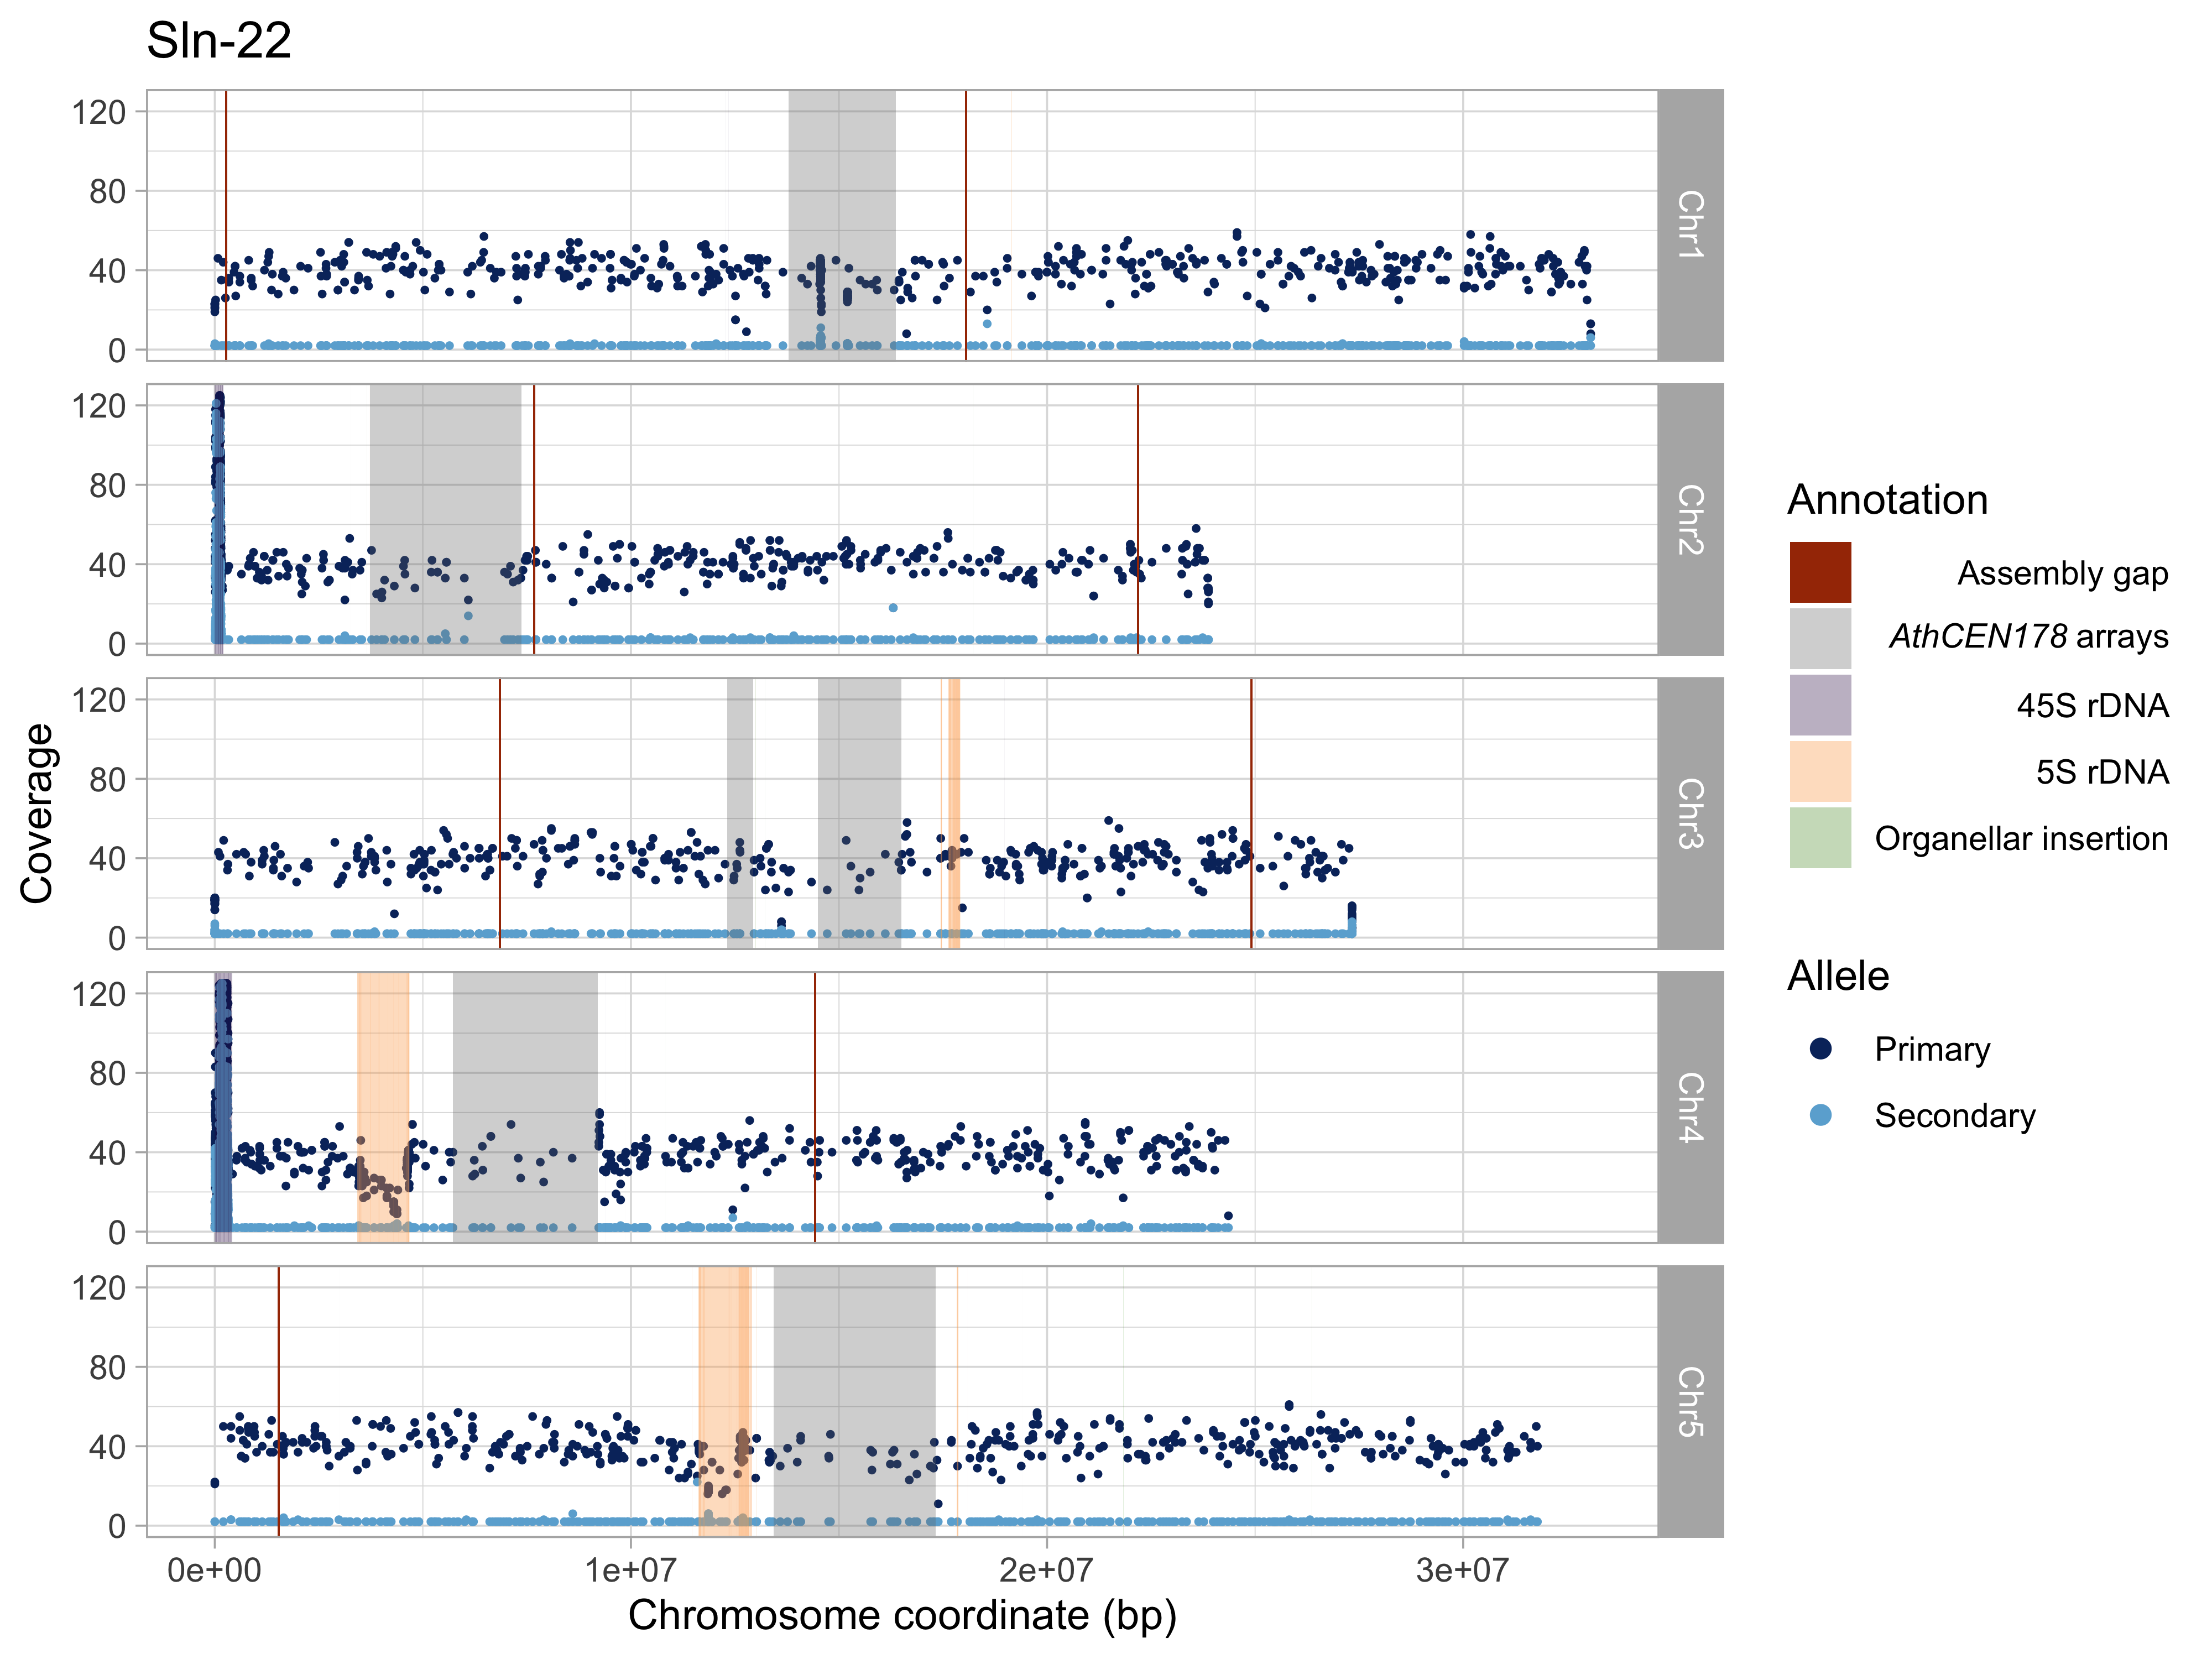 Sln-22
120
80
40
0
Chr1
120
80
40
0
Chr2
120
80
40
0
Chr3
120
80
40
0
Chr4
120
80
40
0
Chr5
Coverage
0e+00 1e+07 2e+07 3e+07
Chromosome coordinate (bp)
Annotation
Assembly gap
AthCEN178 arrays
45S rDNA
5S rDNA
Organellar insertion
Allele
Primary
Secondary